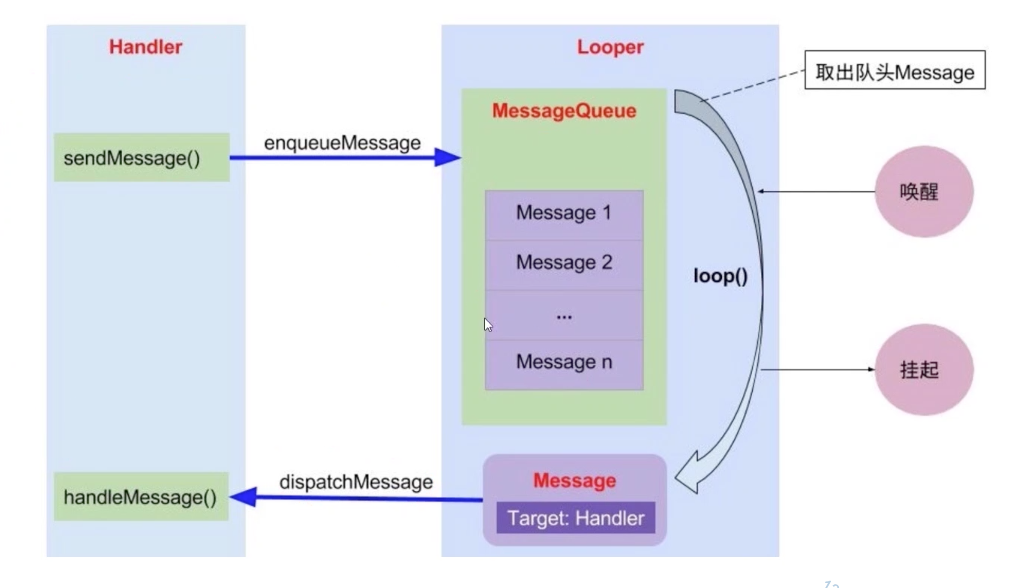 Handler
Looper
取出队头Message
MessageQueue
sendMessage()
enqueueMessage
Message 1
唤醒
Message 2
loop()
...
Message n
挂起
handleMessage()
dispatchMessage
Message
Target: Handler